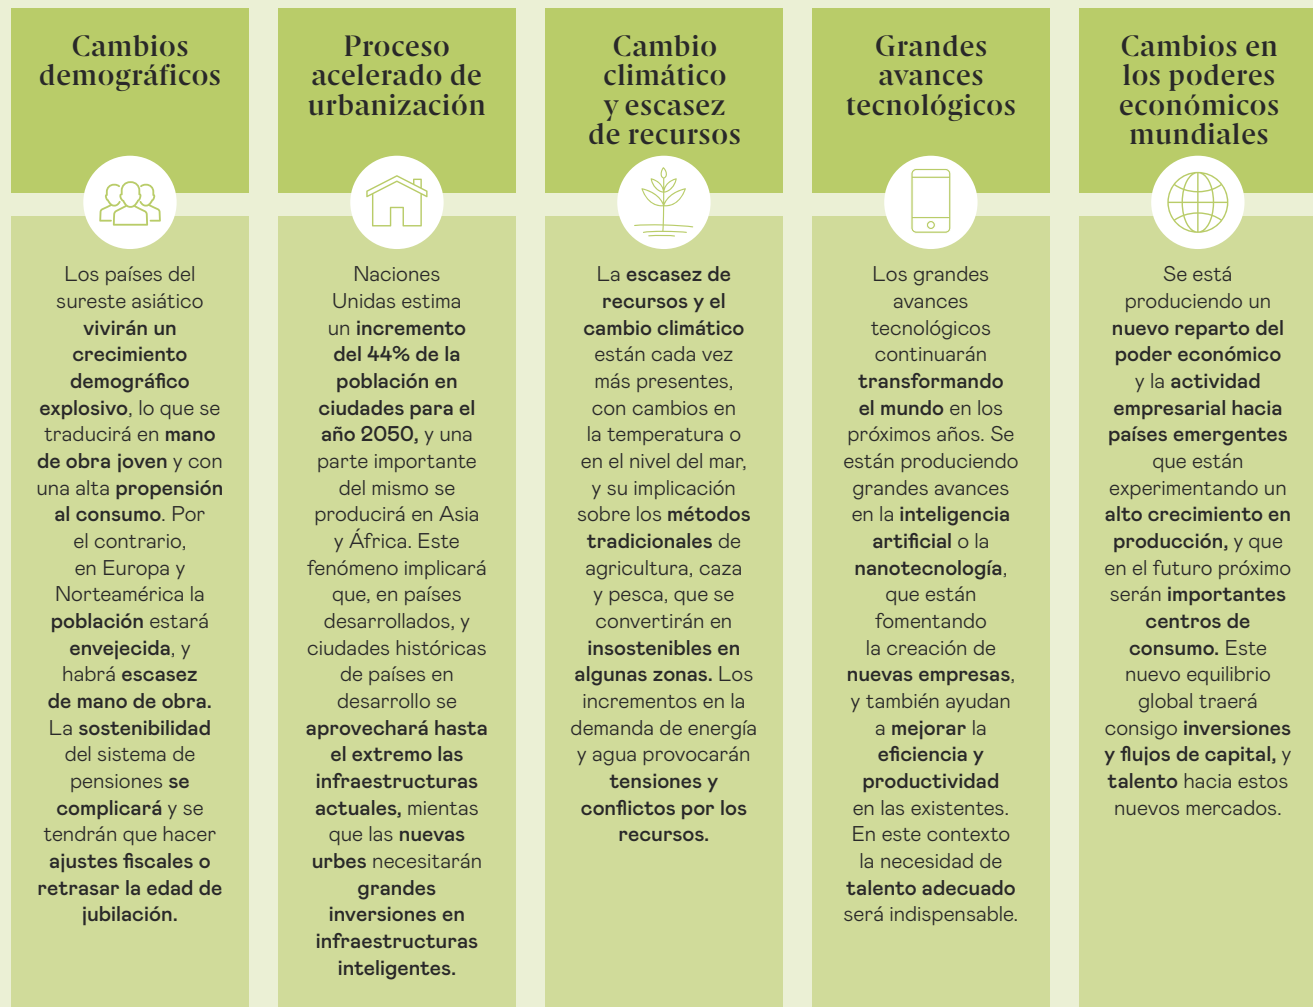 Cambios
demográficos
Los países del
sureste asiático
vivirán un
crecimiento
demográfico
explosivo, lo que se
traducirá en mano
de obra joven y con
una alta propensión
al consumo. Por
el contrario,
en Europa y
Norteamérica la
población estará
envejecida, y
habrá escasez
de mano de obra.
La sostenibilidad
del sistema de
pensiones se
complicará y se
tendrán que hacer
ajustes fiscales o
retrasar la edad de
jubilación.
Proceso
acelerado de
urbanización
Naciones
Unidas estima
un incremento
del 44% de la
población en
ciudades para el
año 2050, y una
parte importante
del mismo se
producirá en Asia
y África. Este
fenómeno implicará
que, en países
desarrollados, y
ciudades históricas
de países en
desarrollo se
aprovechará hasta
el extremo las
infraestructuras
actuales, mientas
que las nuevas
urbes necesitarán
grandes
inversiones en
infraestructuras
inteligentes.
Cambio
climático
y escasez
de recursos
La escasez de
recursos y el
cambio climático
están cada vez
más presentes,
con cambios en
la temperatura o
en el nivel del mar,
y su implicación
sobre los métodos
tradicionales de
agricultura, caza
y pesca, que se
convertirán en
insostenibles en
algunas zonas. Los
incrementos en la
demanda de energía
y agua provocarán
tensiones y
conflictos por los
recursos.
Grandes
avances
tecnológicos
Los grandes
avances
tecnológicos
continuarán
transformando
el mundo en los
próximos años. Se
están produciendo
grandes avances
en la inteligencia
artificial o la
nanotecnología,
que están
fomentando
la creación de
nuevas empresas,
y también ayudan
a mejorar la
eficiencia y
productividad
en las existentes.
En este contexto
la necesidad de
talento adecuado
será indispensable.
Cambios en
los poderes
económicos
mundiales
Se está
produciendo un
nuevo reparto del
poder económico
y la actividad
empresarial hacia
países emergentes
que están
experimentando un
alto crecimiento en
producción, y que
en el futuro próximo
serán importantes
centros de
consumo. Este
nuevo equilibrio
global traerá
consigo inversiones
y flujos de capital, y
talento hacia estos
nuevos mercados.